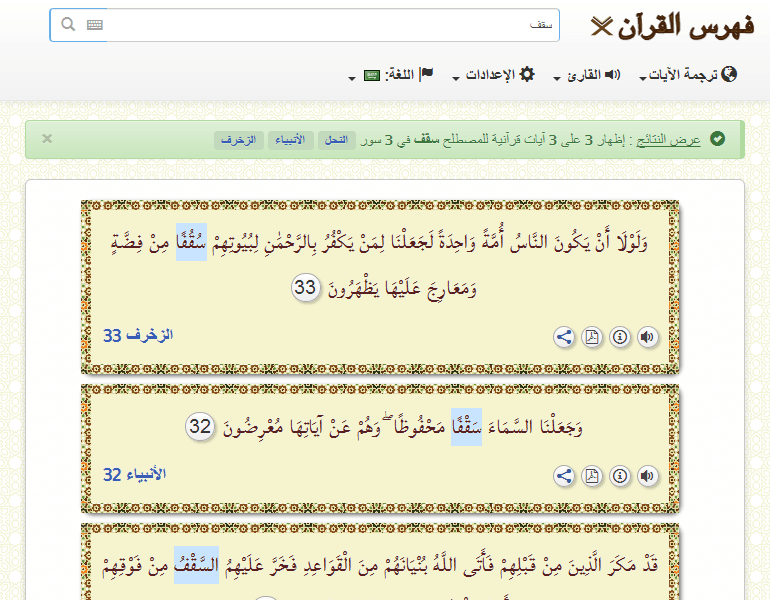 فهرس القرآن
سقف
ترجمة الآيات
القارئ
الإعدادات
اللغة:
عرض النتائج : إظهار 3 على 3 آيات قرآنية للمصطلح سقف في 3 سور النحل الأنبياء الزخرف
×
وَلَوْلَا أَنْ يَكُونَ النَّاسُ أُمَّةً وَاحِدَةً لَجَعَلْنَا لِمَنْ يَكْفُرُ بِالرَّحْمَٰنِ لِبُيُوتِهِمْ سُقُفًا مِنْ فِضَّةٍ
وَمَعَارِجَ عَلَيْهَا يَظْهَرُونَ 33
الزخرف 33
وَجَعَلْنَا السَّمَاءَ سَقْفًا مَحْفُوظًا ۖ وَهُمْ عَنْ آيَاتِهَا مُعْرِضُونَ 32
الأنبياء 32
قَدْ مَكَرَ الَّذِينَ مِنْ قَبْلِهِمْ فَأَتَى اللَّهُ بُنْيَانَهُمْ مِنَ الْقَوَاعِدِ فَخَرَّ عَلَيْهِمُ السَّقْفُ مِنْ فَوْقِهِمْ